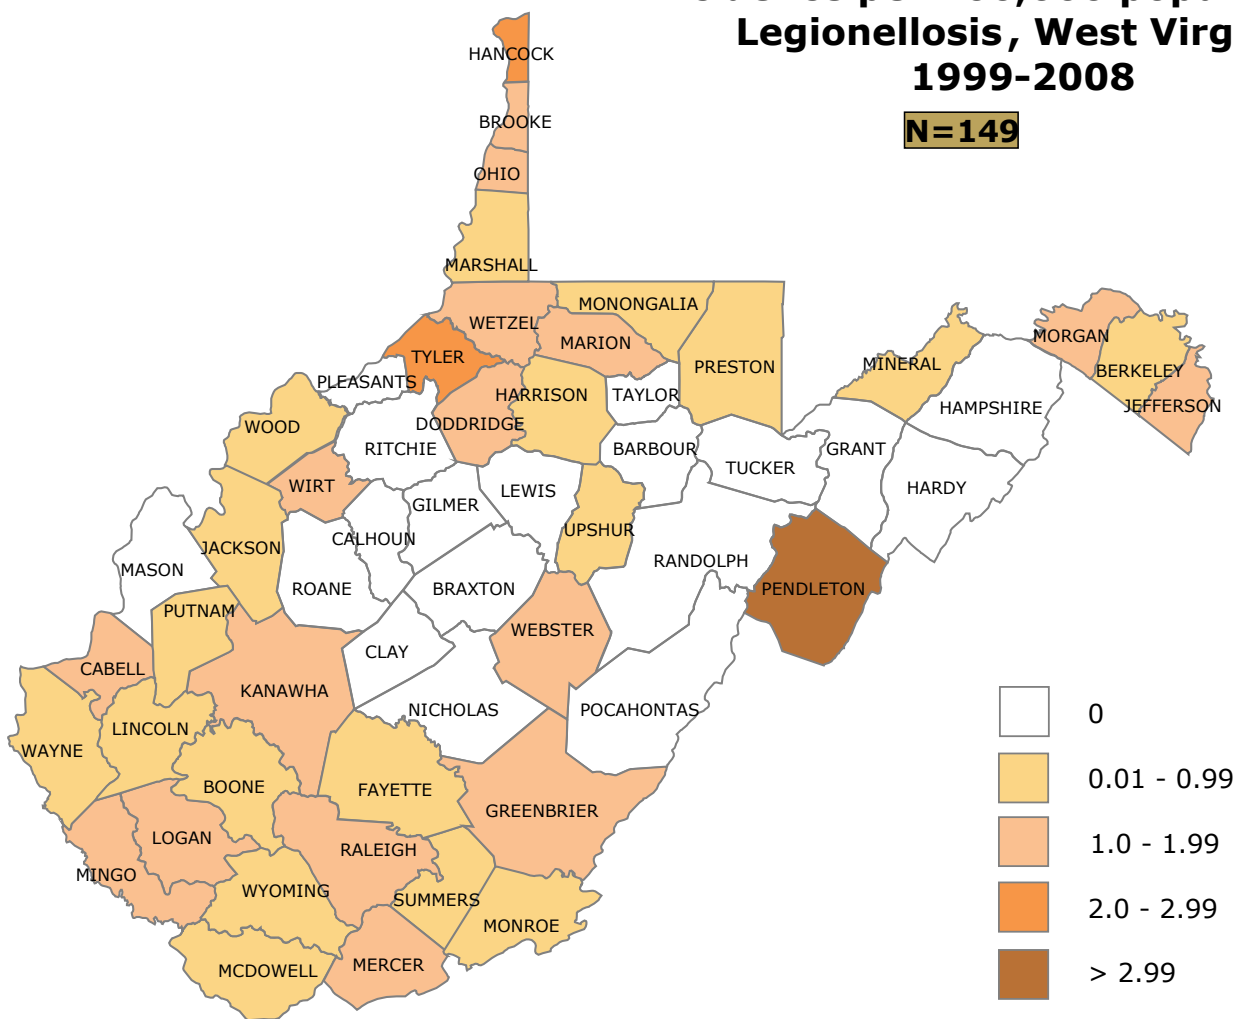 Legionellosis, West Virg
1999-2008
N=149
HANCOCK
BROOKE
OHIO
MARSHALL
WETZEL
MONONGALIA
MARION
PRESTON
TYLER
PLEASANTS
HARRISON
TAYLOR
DODDRIDGE
WOOD
RITCHIE
BARBOUR
TUCKER
MINERAL
MORGAN
BERKELEY
JEFFERSON
HAMPSHIRE
GRANT
HARDY
WIRT
GILMER
LEWIS
UPSHUR
CALHOUN
JACKSON
MASON
ROANE
BRAXTON
RANDOLPH
PENDLETON
PUTNAM
WEBSTER
CLAY
CABELL
KANAWHA
NICHOLAS
POCAHONTAS
LINCOLN
WAYNE
BOONE
FAYETTE
GREENBRIER
LOGAN
RALEIGH
MINGO
WYOMING
SUMMERS
MONROE
MCDOWELL
MERCER
0
0.01 - 0.99
1.0 - 1.99
2.0 - 2.99
> 2.99